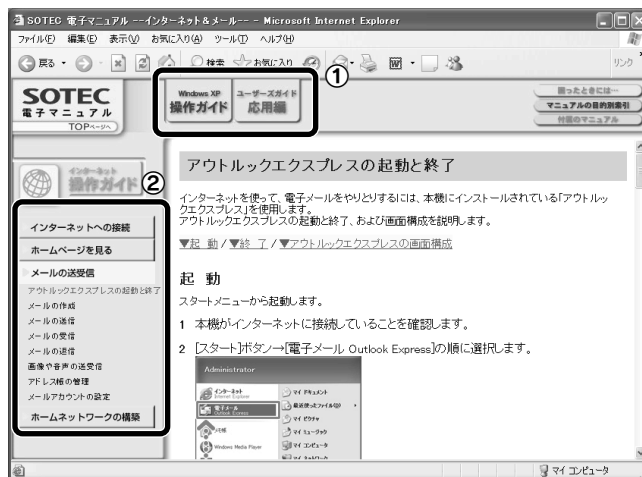 SOTEC 電子マニュアル --インターネット&メール-- - Microsoft Internet Explorer
ファイル(F) 編集(E) 表示(V) お気に入り(A) ツール(T) ヘルプ(H)
戻る 検索 お気に入り リンク
①
SOTEC
電子マニュアル
TOPページへ
Windows XP
操作ガイド
ユーザーズガイド
応用編
困ったときには…
マニュアルの目的別索引
付属のマニュアル
インターネット
操作ガイド
②
インターネットへの接続
ホームページを見る
メールの送受信
アウトルックエクスプレスの起動と終了
メールの作成
メールの送信
メールの受信
メールの返信
画像や音声の送受信
アドレス帳の管理
メールアカウントの設定
ホームネットワークの構築
アウトルックエクスプレスの起動と終了
インターネットを使って、電子メールをやりとりするには、本機にインストールされている「アウトルッ
クエクスプレス」を使用します。
アウトルックエクスプレスの起動と終了、および画面構成を説明します。
▼起 動 / ▼終 了 / ▼アウトルックエクスプレスの画面構成
起 動
スタートメニューから起動します。
1 本機がインターネットに接続していることを確認します。
2 [スタート]ボタン→[電子メール Outlook Express]の順に選択します。
Administrator
インターネット
Internet Explorer
電子メール
Outlook Express
メモ帳
Windows Media Player
マイ ドキュメント
最近使ったファイル(D)
マイ ピクチャ
マイ ミュージック
マイ コンピュータ
マイ ネットワーク
マイ コンピュータ